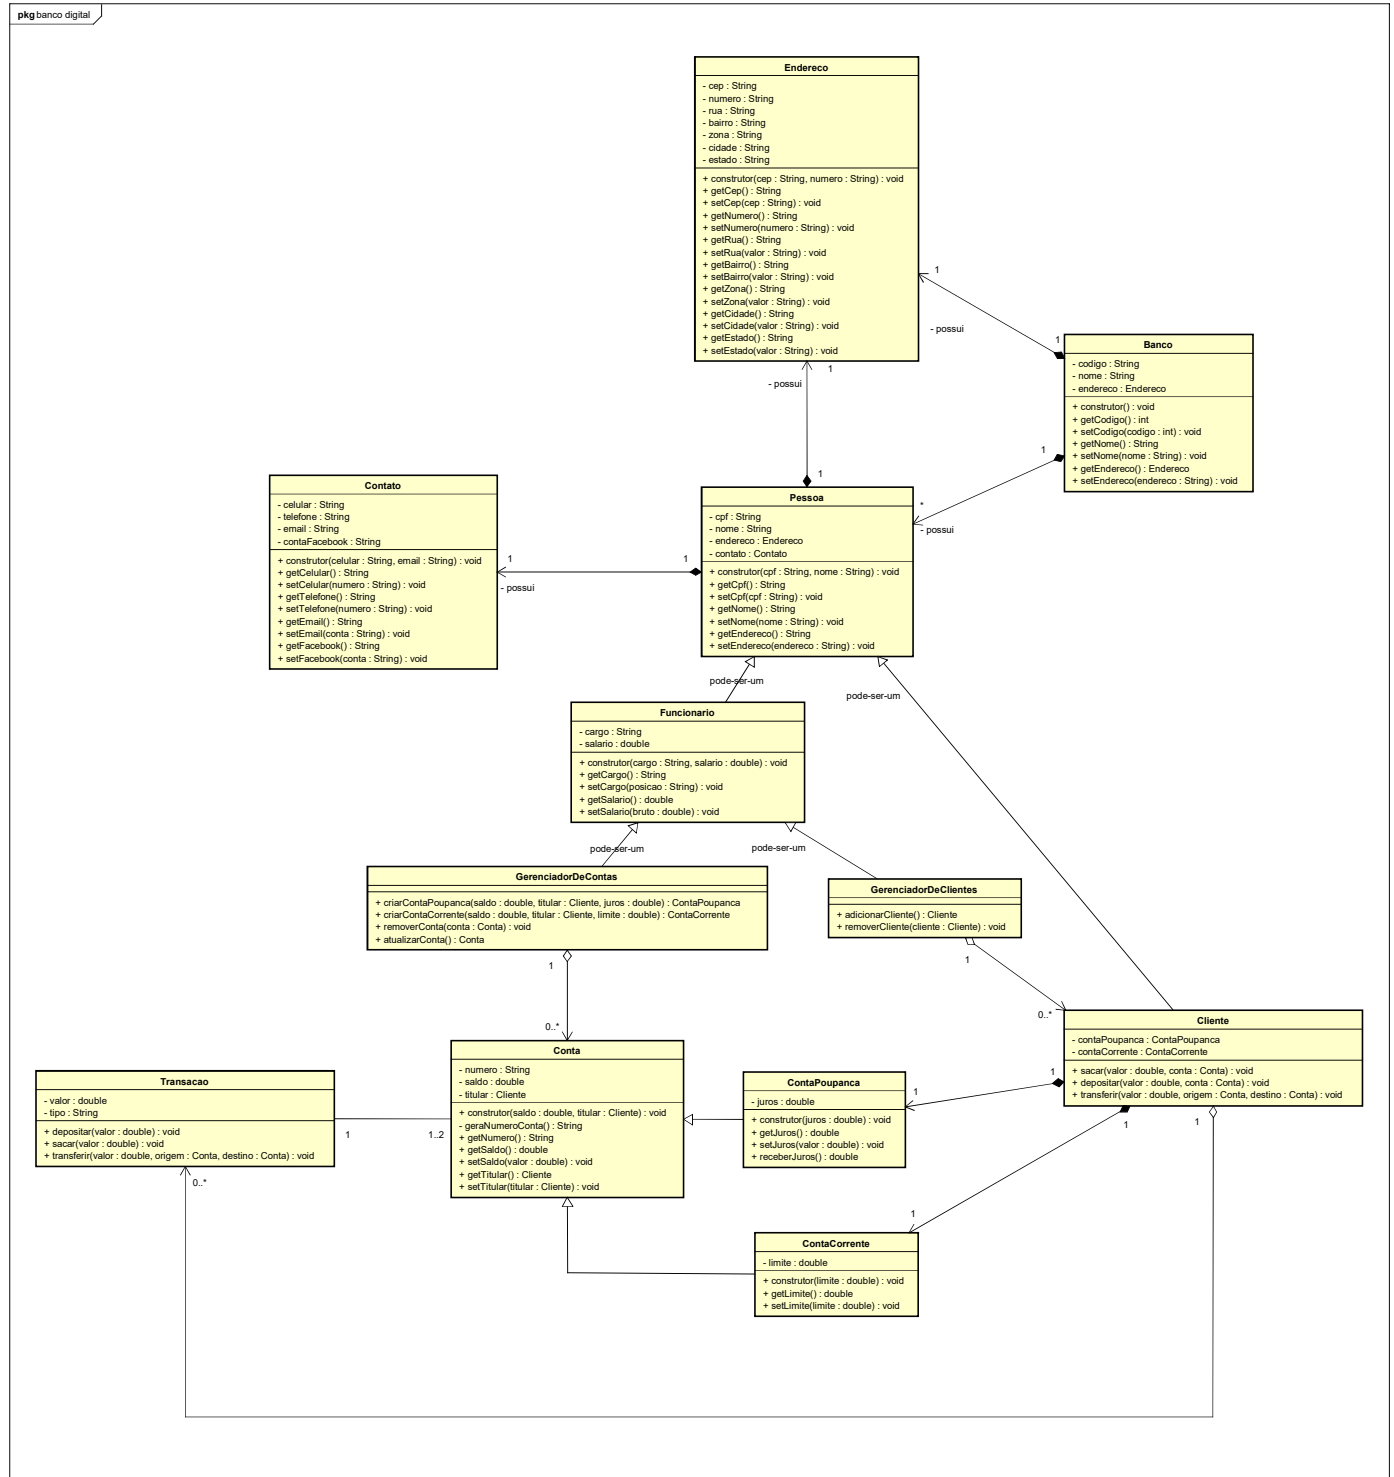 pkg banco digital
Endereco
- cep : String
- numero : String
- rua : String
- bairro : String
- zona : String
- cidade : String
- estado : String
+ construtor(cep : String, numero : String) : void
+ getCep() : String
+ setCep(cep : String) : void
+ getNumero() : String
+ setNumero(numero : String) : void
+ getRua() : String
+ setRua(valor : String) : void
+ getBairro() : String
+ setBairro(valor : String) : void
+ getZona() : String
+ setZona(valor : String) : void
+ getCidade() : String
+ setCidade(valor : String) : void
+ getEstado() : String
+ setEstado(valor : String) : void
1
- possui
1
Banco
- codigo : String
- nome : String
- endereco : Endereco
+ construtor() : void
+ getCodigo() : int
+ setCodigo(codigo : int) : void
+ getNome() : String
+ setNome(nome : String) : void
+ getEndereco() : Endereco
+ setEndereco(endereco : String) : void
1
- possui
1
1
*
- possui
Contato
- celular : String
- telefone : String
- email : String
- contaFacebook : String
+ construtor(celular : String, email : String) : void
+ getCelular() : String
+ setCelular(numero : String) : void
+ getTelefone() : String
+ setTelefone(numero : String) : void
+ getEmail() : String
+ setEmail(conta : String) : void
+ getFacebook() : String
+ setFacebook(conta : String) : void
1
- possui
1
Pessoa
- cpf : String
- nome : String
- endereco : Endereco
- contato : Contato
+ construtor(cpf : String, nome : String) : void
+ getCpf() : String
+ setCpf(cpf : String) : void
+ getNome() : String
+ setNome(nome : String) : void
+ getEndereco() : String
+ setEndereco(endereco : String) : void
pode-ser-um
pode-ser-um
Funcionario
- cargo : String
- salario : double
+ construtor(cargo : String, salario : double) : void
+ getCargo() : String
+ setCargo(posicao : String) : void
+ getSalario() : double
+ setSalario(bruto : double) : void
pode-ser-um
pode-ser-um
GerenciadorDeContas
+ criarContaPoupanca(saldo : double, titular : Cliente, juros : double) : ContaPoupanca
+ criarContaCorrente(saldo : double, titular : Cliente, limite : double) : ContaCorrente
+ removerConta(conta : Conta) : void
+ atualizarConta() : Conta
GerenciadorDeClientes
+ adicionarCliente() : Cliente
+ removerCliente(cliente : Cliente) : void
1
0..*
1
0..*
Cliente
- contaPoupanca : ContaPoupanca
- contaCorrente : ContaCorrente
+ sacar(valor : double, conta : Conta) : void
+ depositar(valor : double, conta : Conta) : void
+ transferir(valor : double, origem : Conta, destino : Conta) : void
Conta
- numero : String
- saldo : double
- titular : Cliente
+ construtor(saldo : double, titular : Cliente) : void
- geraNumeroConta() : String
+ getNumero() : String
+ getSaldo() : double
+ setSaldo(valor : double) : void
+ getTitular() : Cliente
+ setTitular(titular : Cliente) : void
Transacao
- valor : double
- tipo : String
+ depositar(valor : double) : void
+ sacar(valor : double) : void
+ transferir(valor : double, origem : Conta, destino : Conta) : void
1
1..2
0..*
ContaPoupanca
- juros : double
+ construtor(juros : double) : void
+ getJuros() : double
+ setJuros(valor : double) : void
+ receberJuros() : double
1
1
1
1
1
ContaCorrente
- limite : double
+ construtor(limite : double) : void
+ getLimite() : double
+ setLimite(limite : double) : void